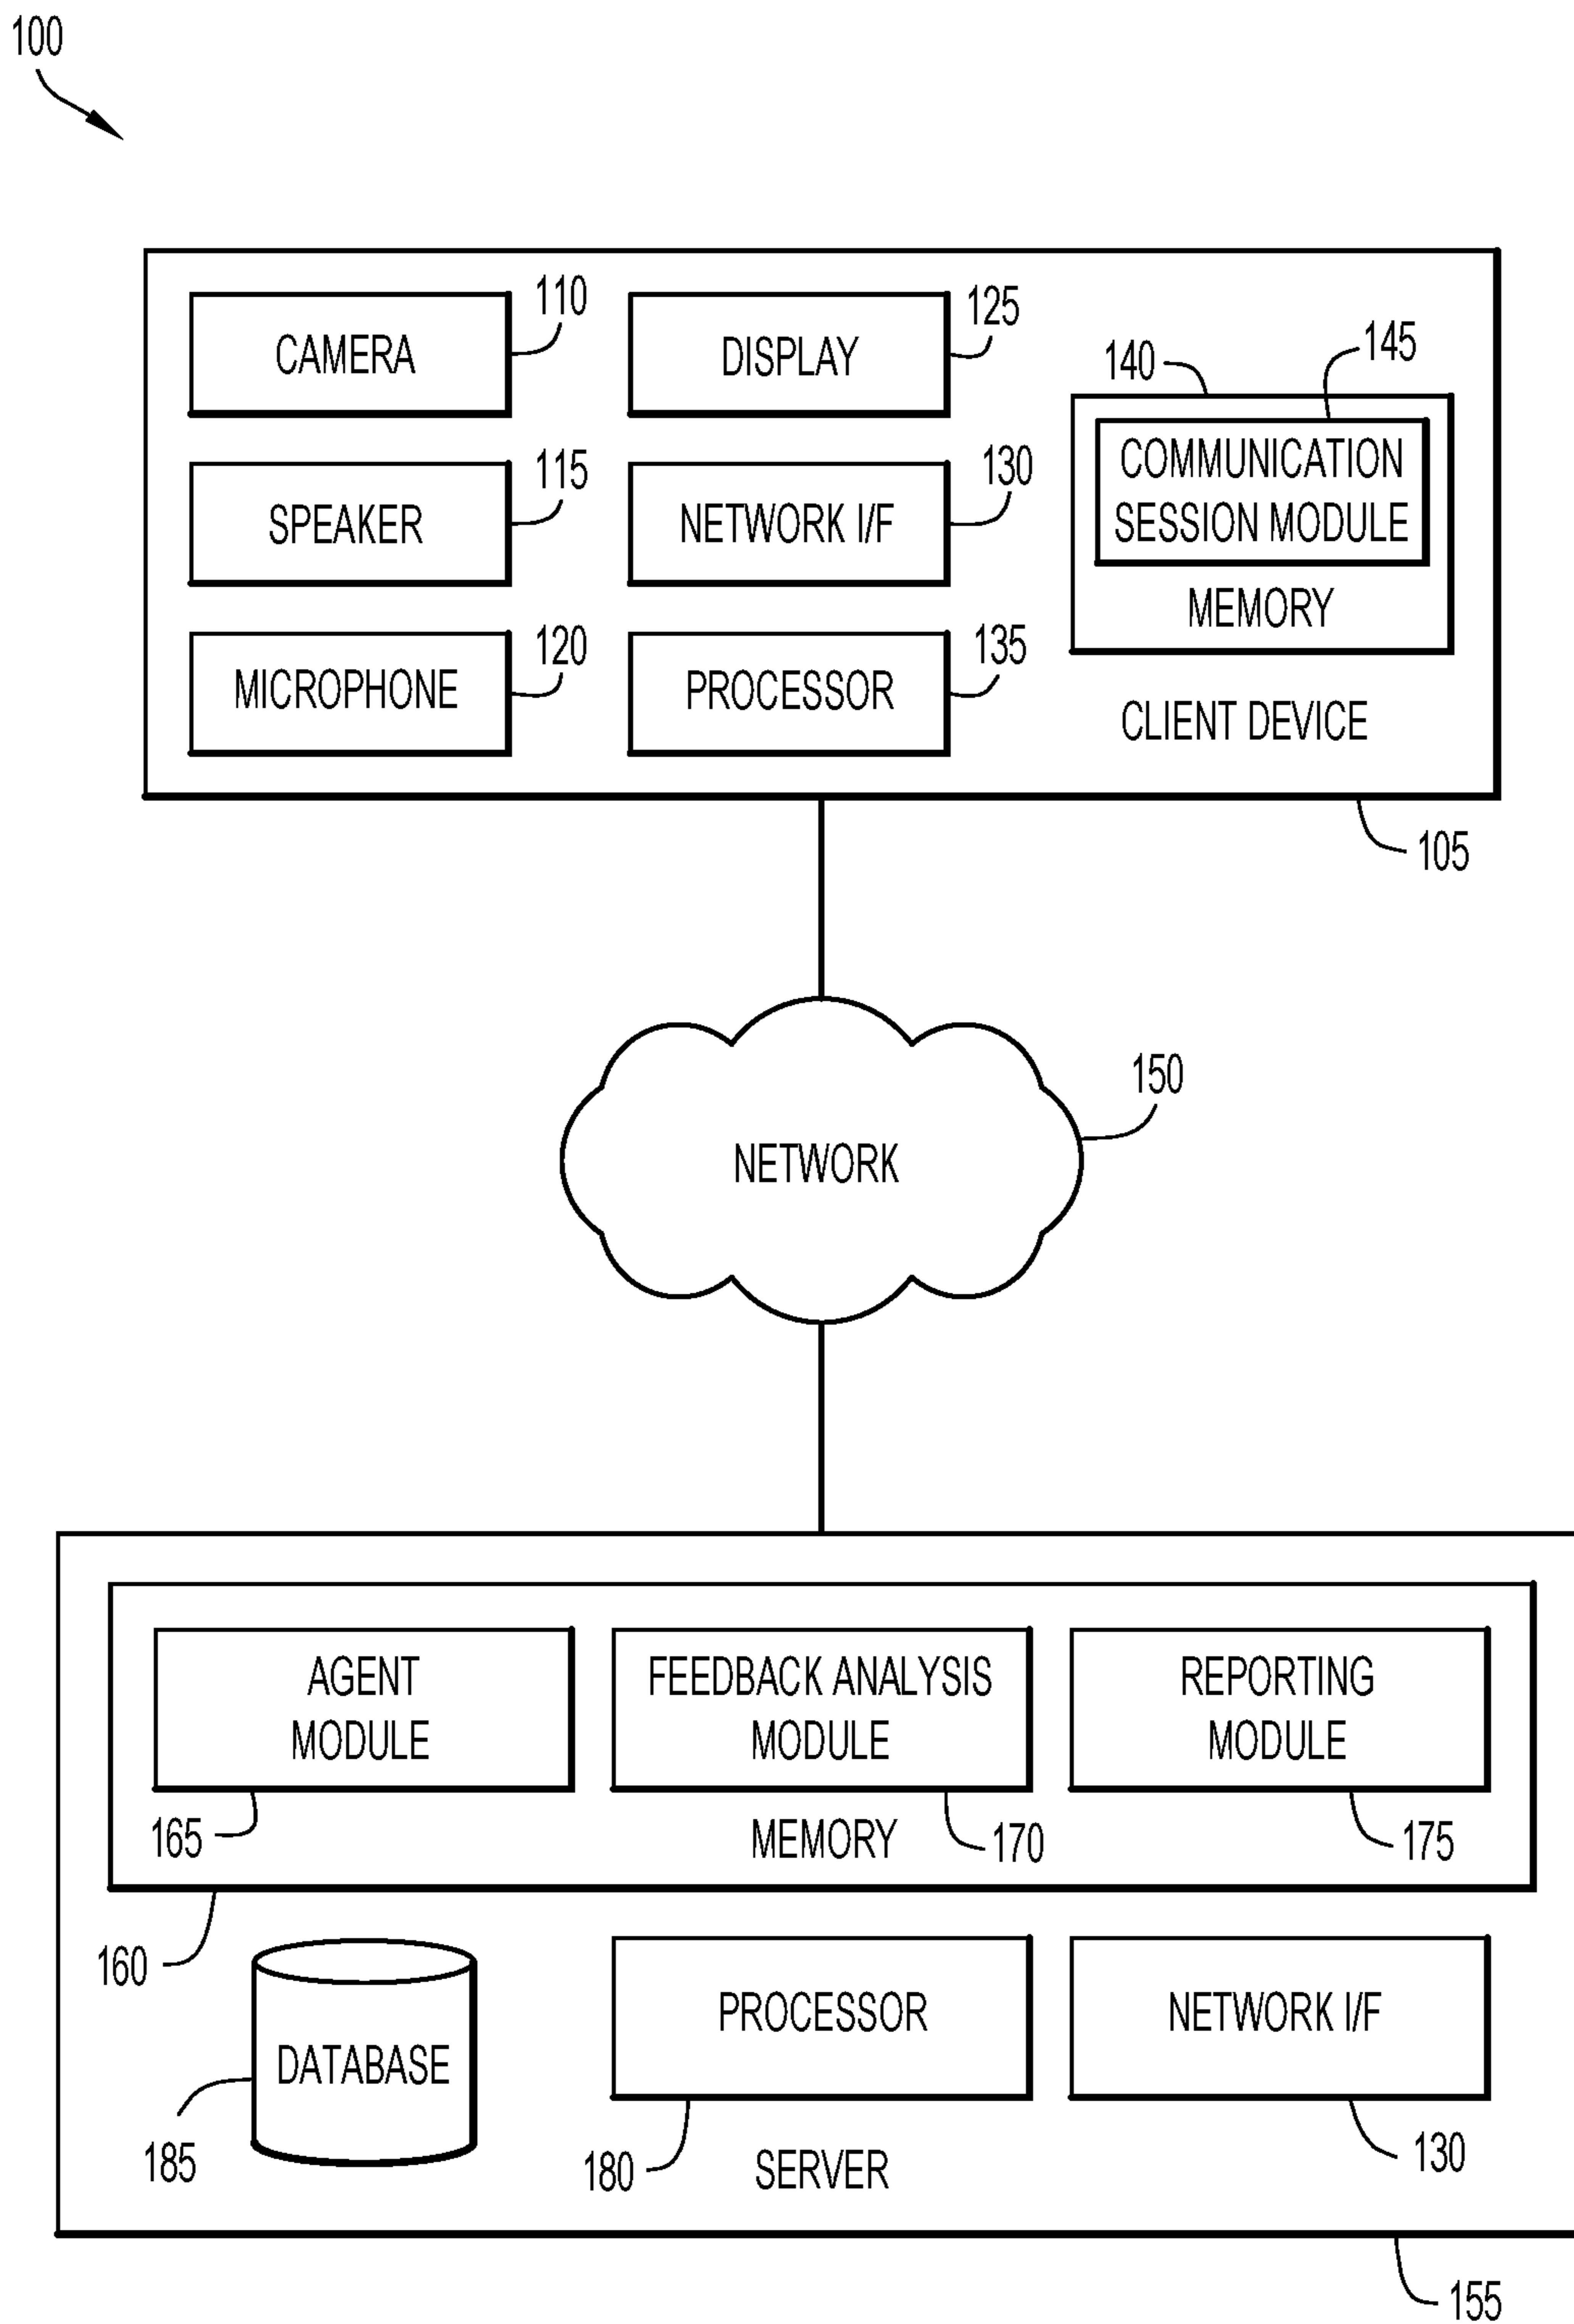 100
CAMERA
110
DISPLAY
125
140
145
COMMUNICATION
SESSION MODULE
MEMORY
SPEAKER
115
NETWORK I/F
130
MICROPHONE
120
PROCESSOR
135
CLIENT DEVICE
105
NETWORK
150
AGENT
MODULE
165
FEEDBACK ANALYSIS
MODULE
170
REPORTING
MODULE
175
MEMORY
160
DATABASE
185
PROCESSOR
180
NETWORK I/F
130
SERVER
155